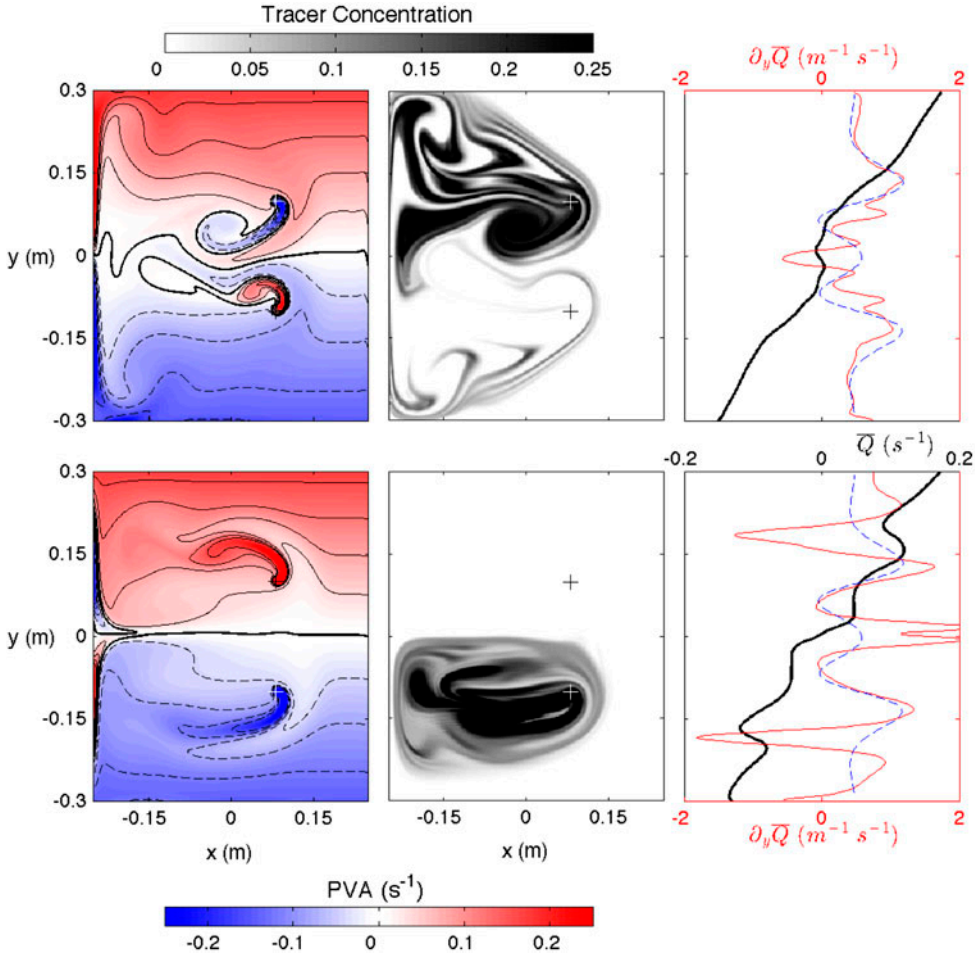 Tracer Concentration
0 0.05 0.1 0.15 0.2 0.25
∂yQ̅ (m⁻¹ s⁻¹)
-2 0 2
0.3
0.15
y (m) 0
-0.15
-0.3
Q̅ (s⁻¹)
-0.2 0 0.2
0.3
0.15
y (m) 0
-0.15
-0.3
-0.15 0 0.15
-0.15 0 0.15
-2 0 2
x (m)
x (m)
∂yQ̅ (m⁻¹ s⁻¹)
PVA (s⁻¹)
-0.2 -0.1 0 0.1 0.2